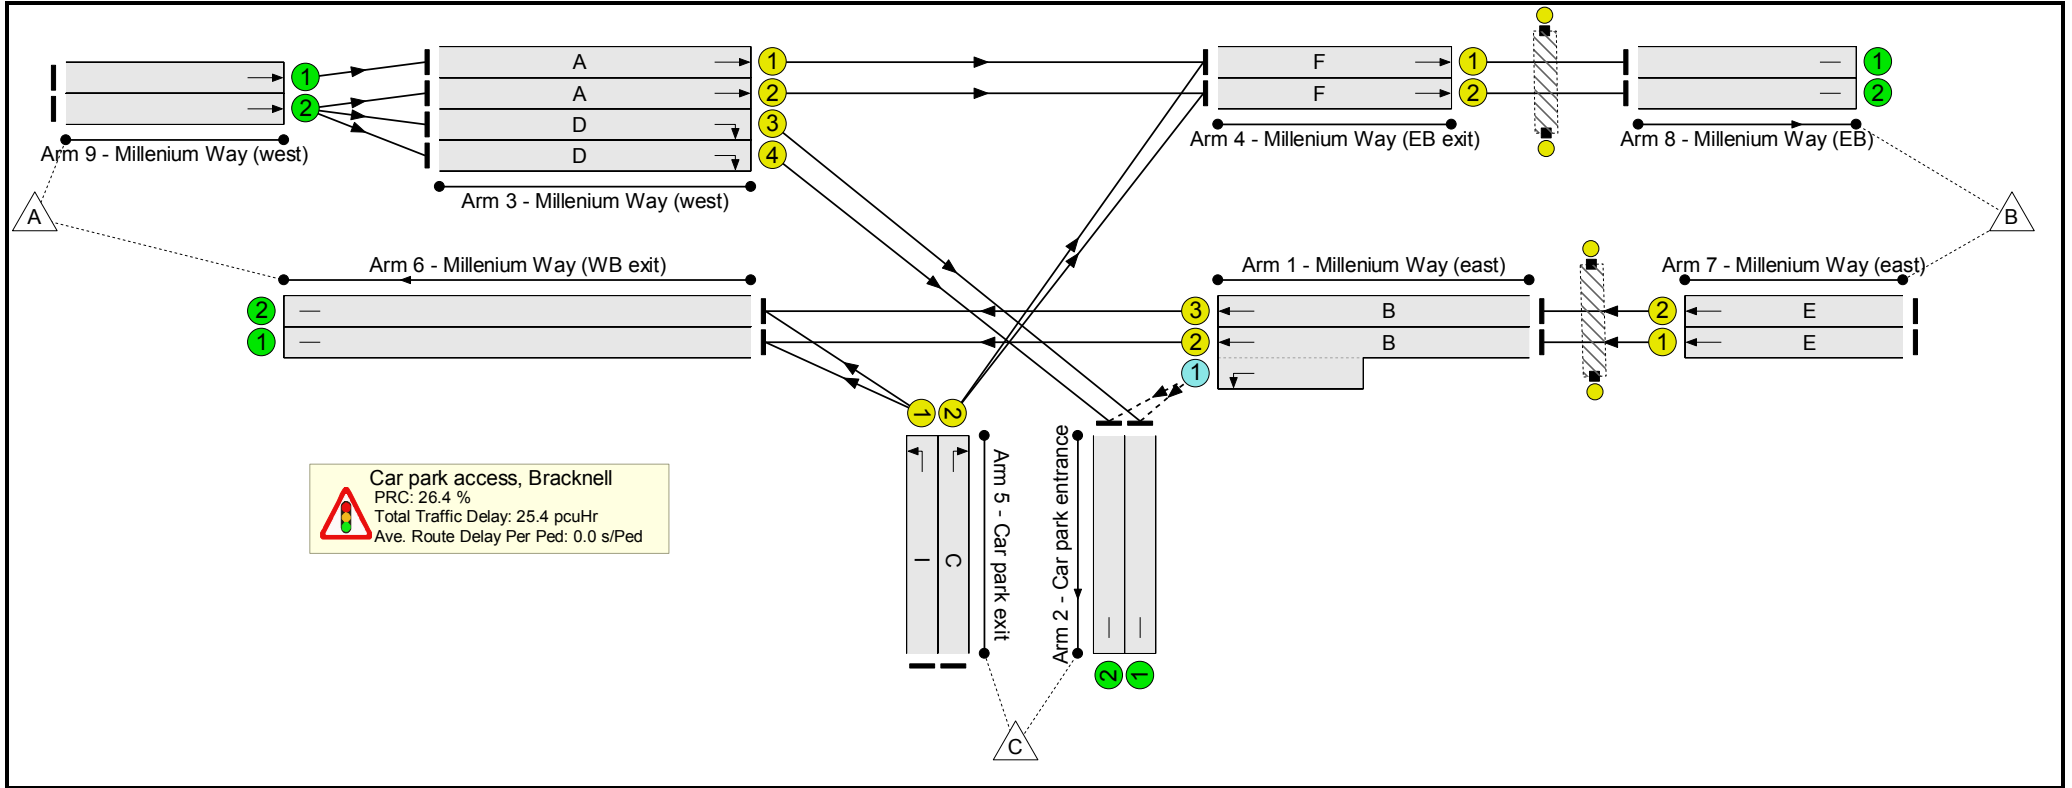 1
2
Arm 9 - Millenium Way (west)
A
A
D
D
1
2
3
4
Arm 3 - Millenium Way (west)
F
F
1
2
Arm 4 - Millenium Way (EB exit)
1
2
Arm 8 - Millenium Way (EB)
A
B
Arm 6 - Millenium Way (WB exit)
2
1
Arm 1 - Millenium Way (east)
3
2
1
B
B
Arm 7 - Millenium Way (east)
2
1
E
E
1
2
I
C
Arm 5 - Car park exit
Arm 2 - Car park entrance
2
1
C
Car park access, Bracknell
PRC: 26.4 %
Total Traffic Delay: 25.4 pcuHr
Ave. Route Delay Per Ped: 0.0 s/Ped